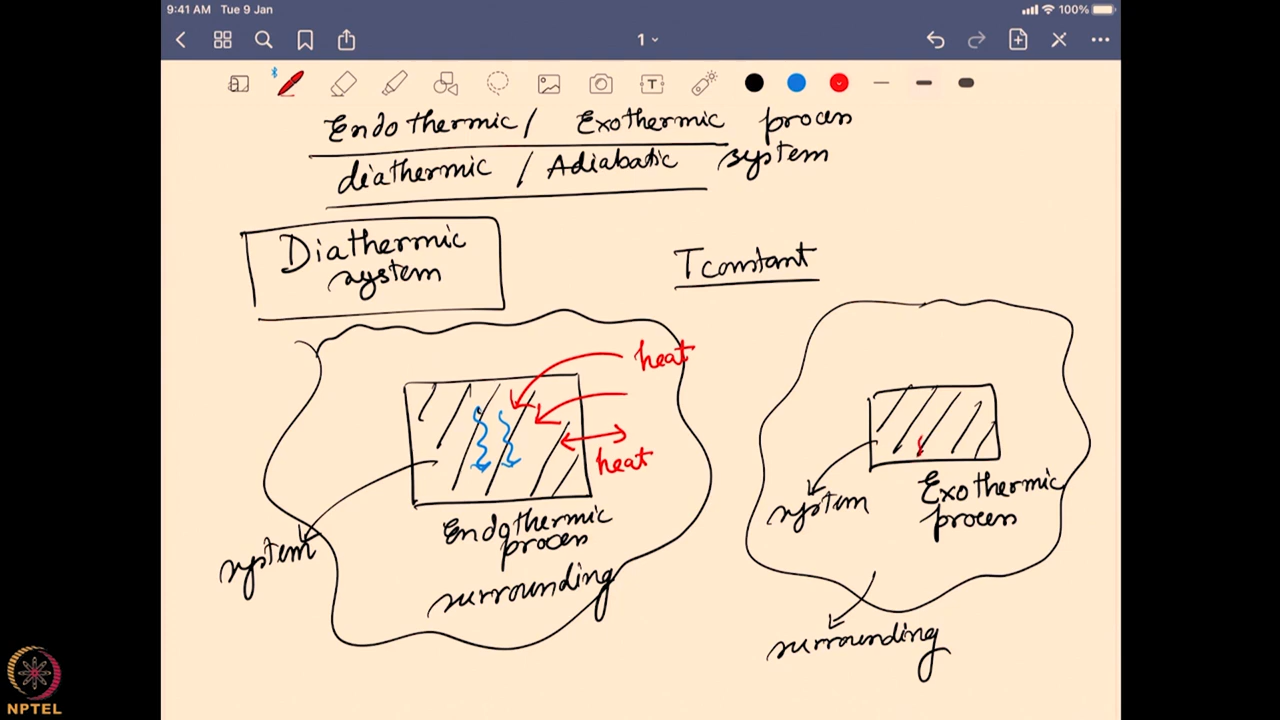 9:41 AM Tue 9 Jan
100%
1
T
Endothermic / Exothermic process
diathermic / Adiabatic system
Diathermic
system
T constant
heat
heat
system
Endothermic
process
surrounding
system
Exothermic
process
surrounding
NPTEL